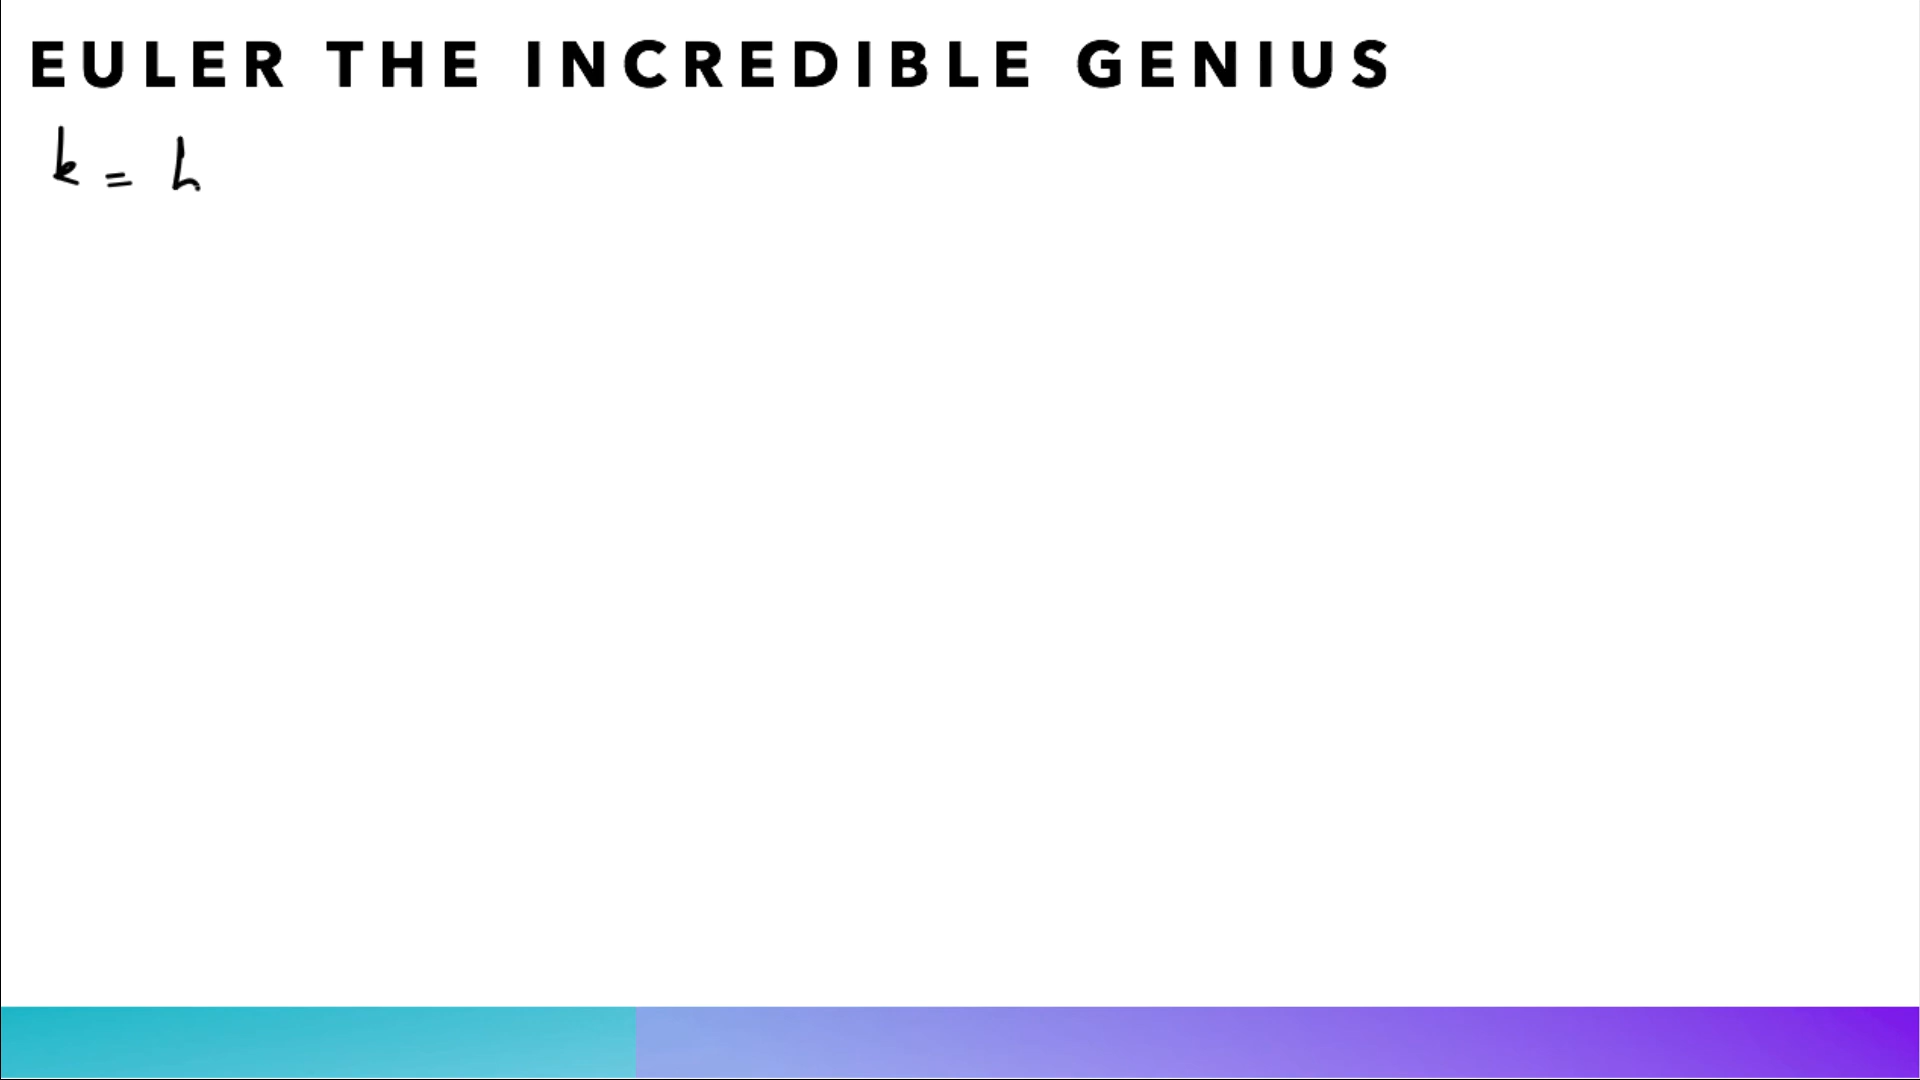 EULER THE INCREDIBLE GENIUS
k = h